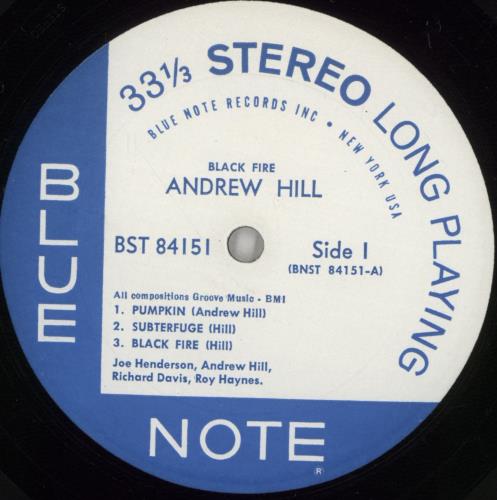 33⅓ STEREO LONG PLAYING
BLUE NOTE RECORDS INC • NEW YORK USA
BLACK FIRE
ANDREW HILL
BST 84151
Side 1
(BNST 84151-A)
All compositions Groove Music - BMI
1. PUMPKIN (Andrew Hill)
2. SUBTERFUGE (Hill)
3. BLACK FIRE (Hill)
Joe Henderson, Andrew Hill,
Richard Davis, Roy Haynes.
BLUE
NOTE ®